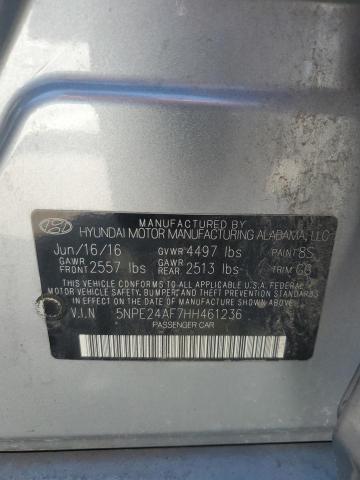 MANUFACTURED BY
HYUNDAI MOTOR MANUFACTURING ALABAMA, LLC
Jun/16/16 GVWR 4497 lbs PAINT 8S
GAWR FRONT 2557 lbs GAWR REAR 2513 lbs TRIM G8
THIS VEHICLE CONFORMS TO ALL APPLICABLE U.S.A. FEDERAL
MOTOR VEHICLE SAFETY, BUMPER, AND THEFT PREVENTION
STANDARDS IN EFFECT ON THE DATE OF MANUFACTURE SHOWN ABOVE.
V.I.N 5NPE24AF7HH461236
PASSENGER CAR